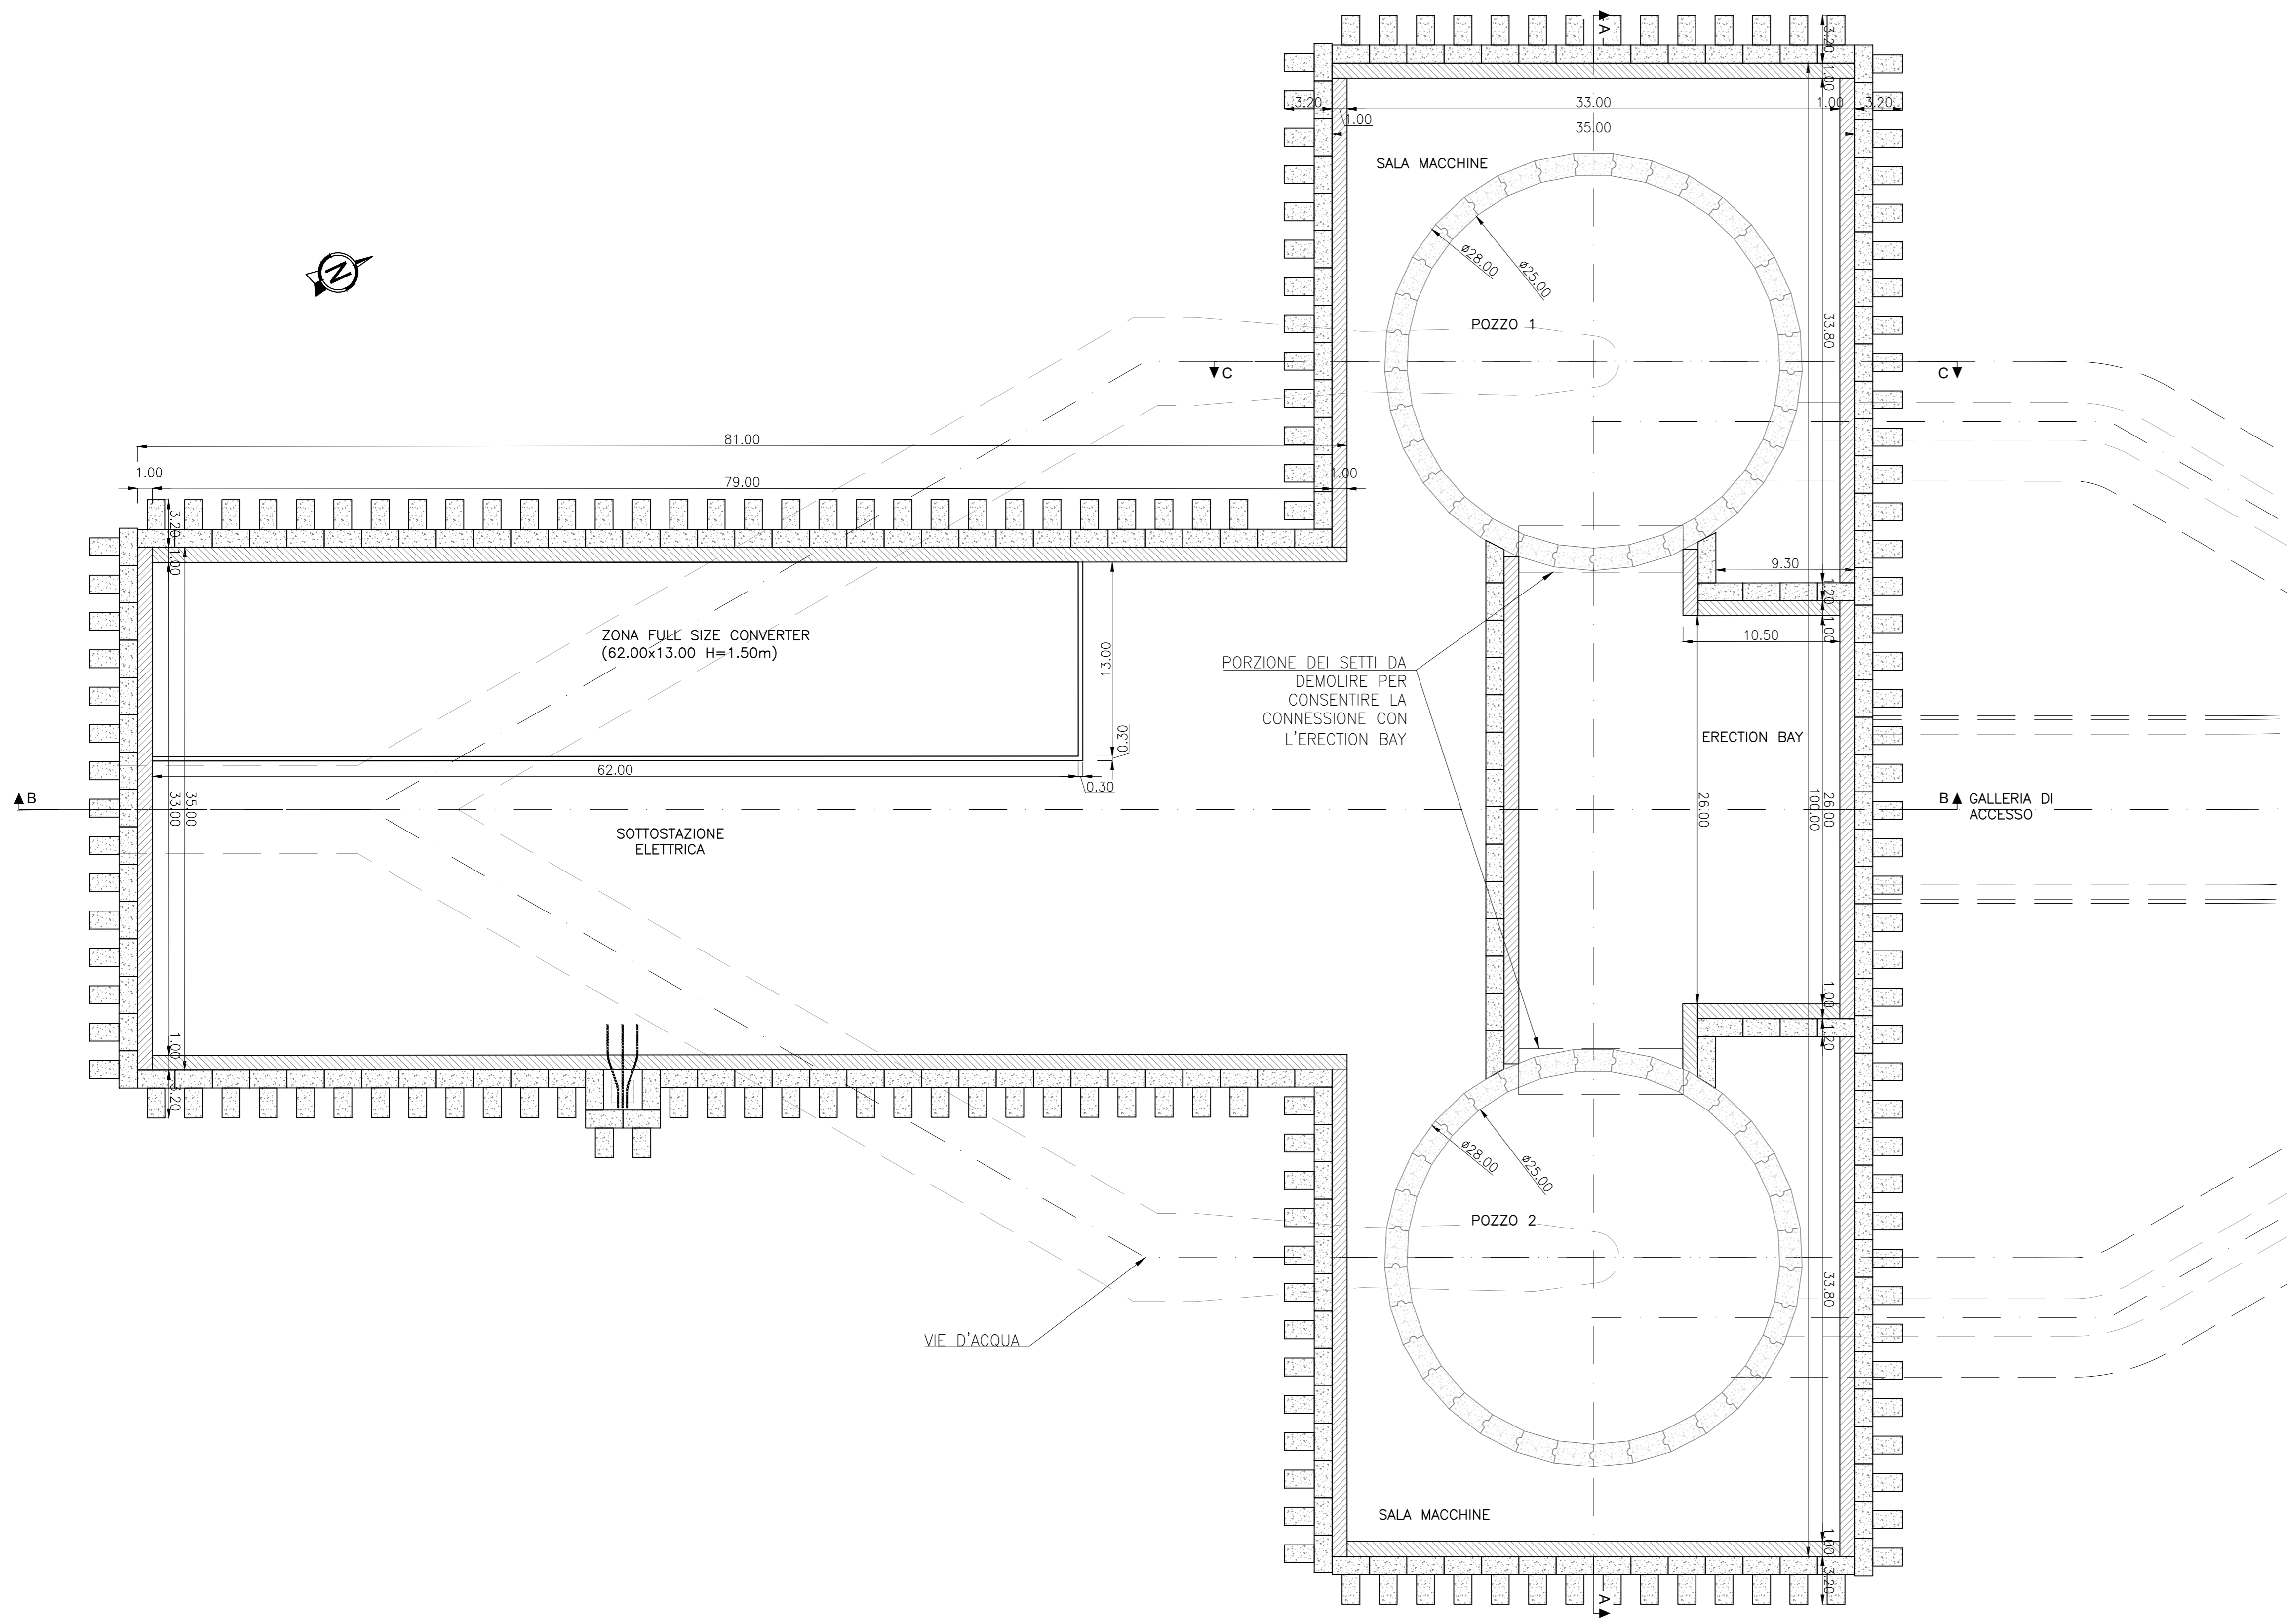 A
3.20
1.00
3.20
33.00
1.00
3.20
1.00
35.00
SALA MACCHINE
N
ø28.00
ø25.00
POZZO 1
33.80
C
C
81.00
1.00
79.00
1.00
3.20
1.00
9.30
1.20
1.00
10.50
ZONA FULL SIZE CONVERTER
(62.00x13.00 H=1.50m)
13.00
0.30
62.00
0.30
PORZIONE DEI SETTI DA
DEMOLIRE PER
CONSENTIRE LA
CONNESSIONE CON
L'ERECTION BAY
ERECTION BAY
B
33.00
35.00
26.00
100.00
26.00
B
GALLERIA DI
ACCESSO
SOTTOSTAZIONE
ELETTRICA
1.00
1.20
1.00
3.20
ø28.00
ø25.00
POZZO 2
33.80
VIE D'ACQUA
SALA MACCHINE
1.00
3.20
A